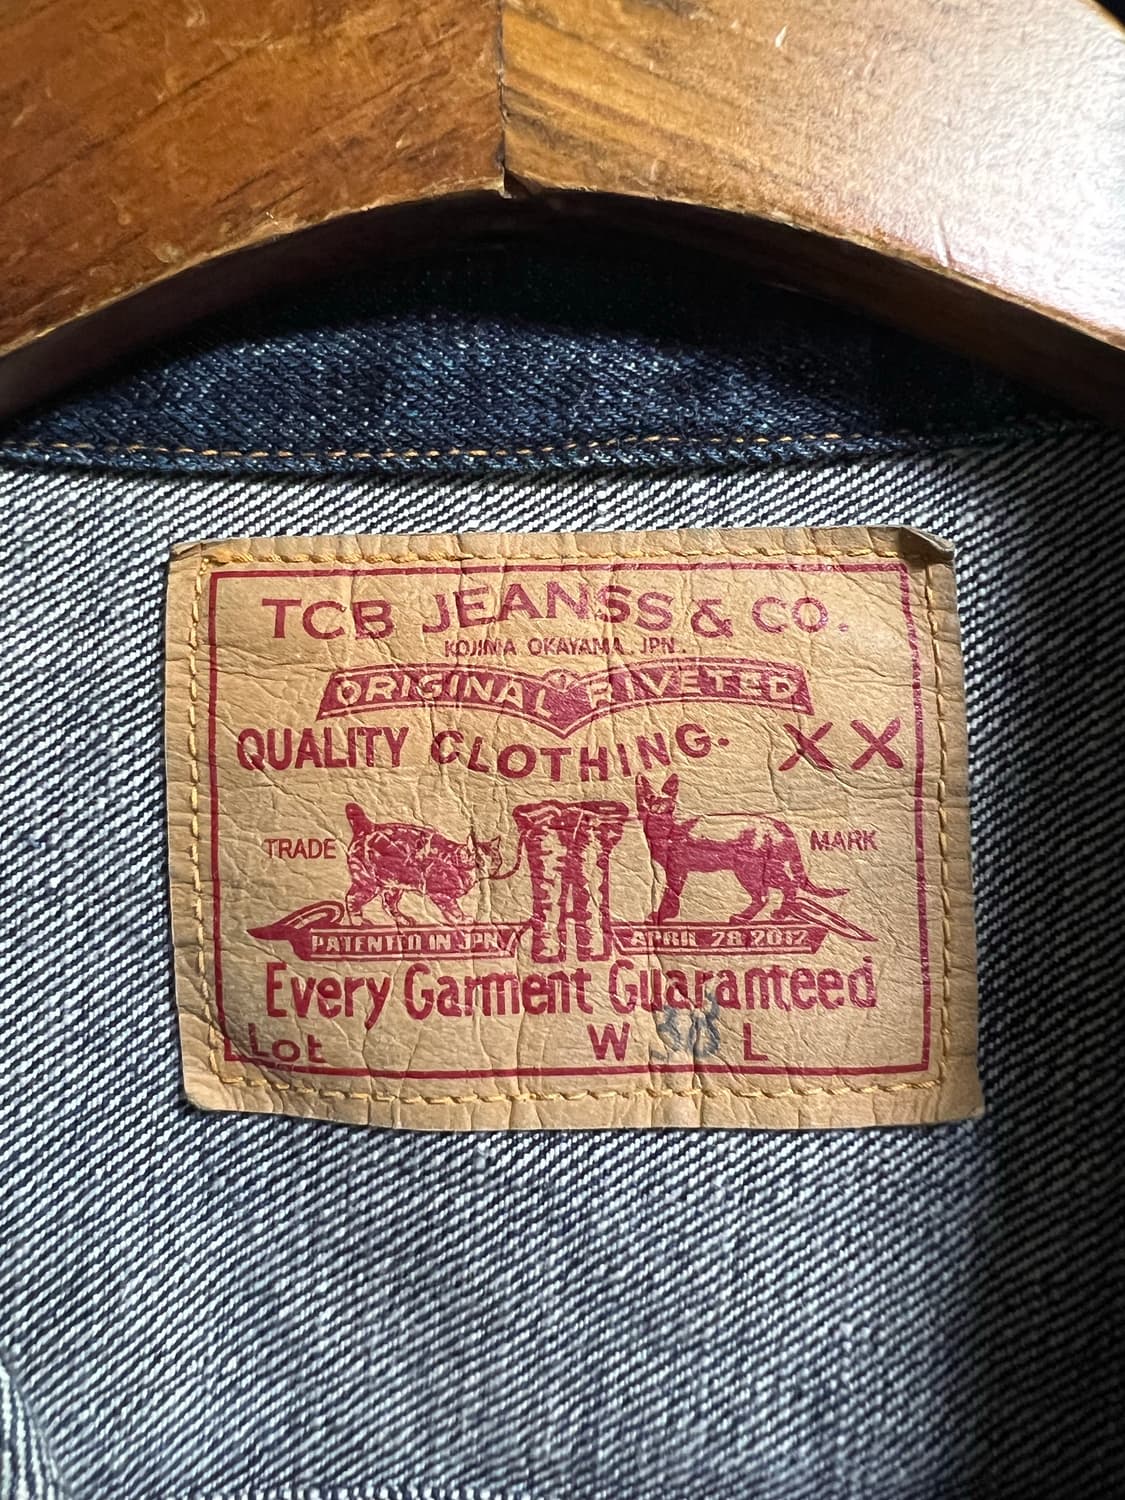 TCB JEANSS & CO.
KOJIMA OKAYAMA . JPN .
ORIGINAL RIVETED
QUALITY CLOTHING. XX
TRADE MARK
PATENTED IN JPN APRIL 28 2012
Every Garment Guaranteed
Lot W L